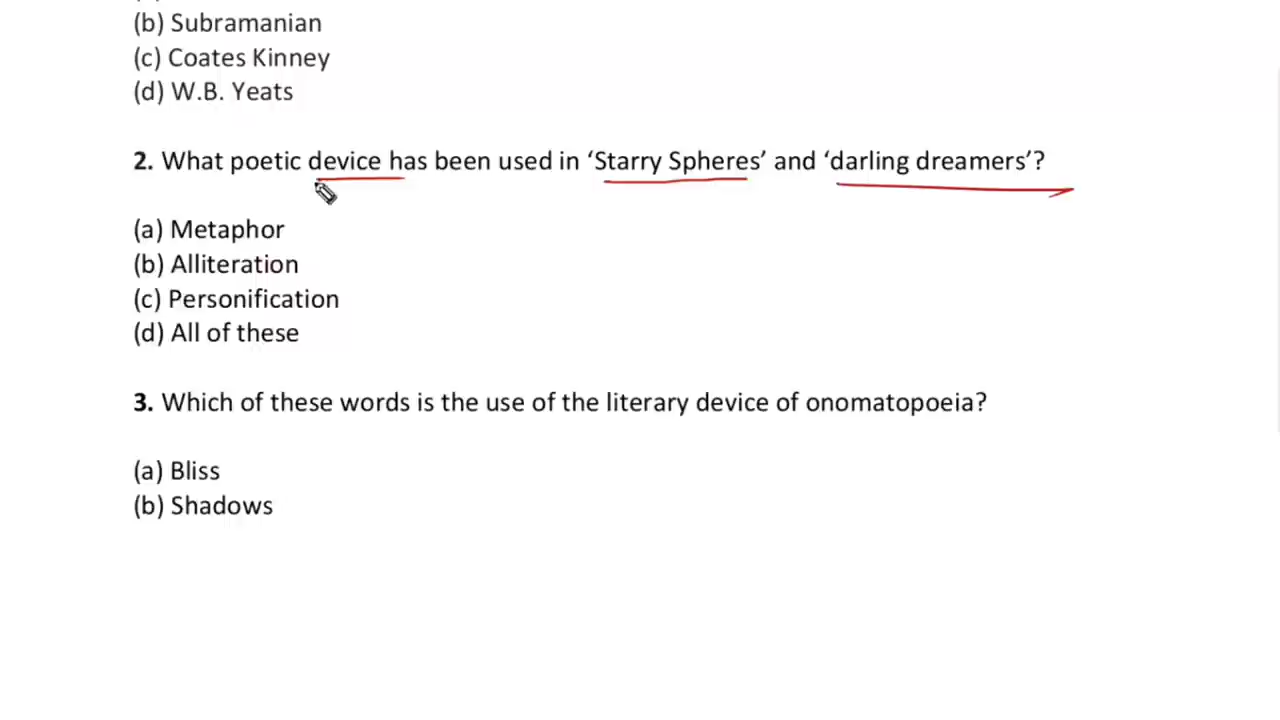 (b) Subramanian
(c) Coates Kinney
(d) W.B. Yeats
2. What poetic device has been used in ‘Starry Spheres’ and ‘darling dreamers’?
(a) Metaphor
(b) Alliteration
(c) Personification
(d) All of these
3. Which of these words is the use of the literary device of onomatopoeia?
(a) Bliss
(b) Shadows